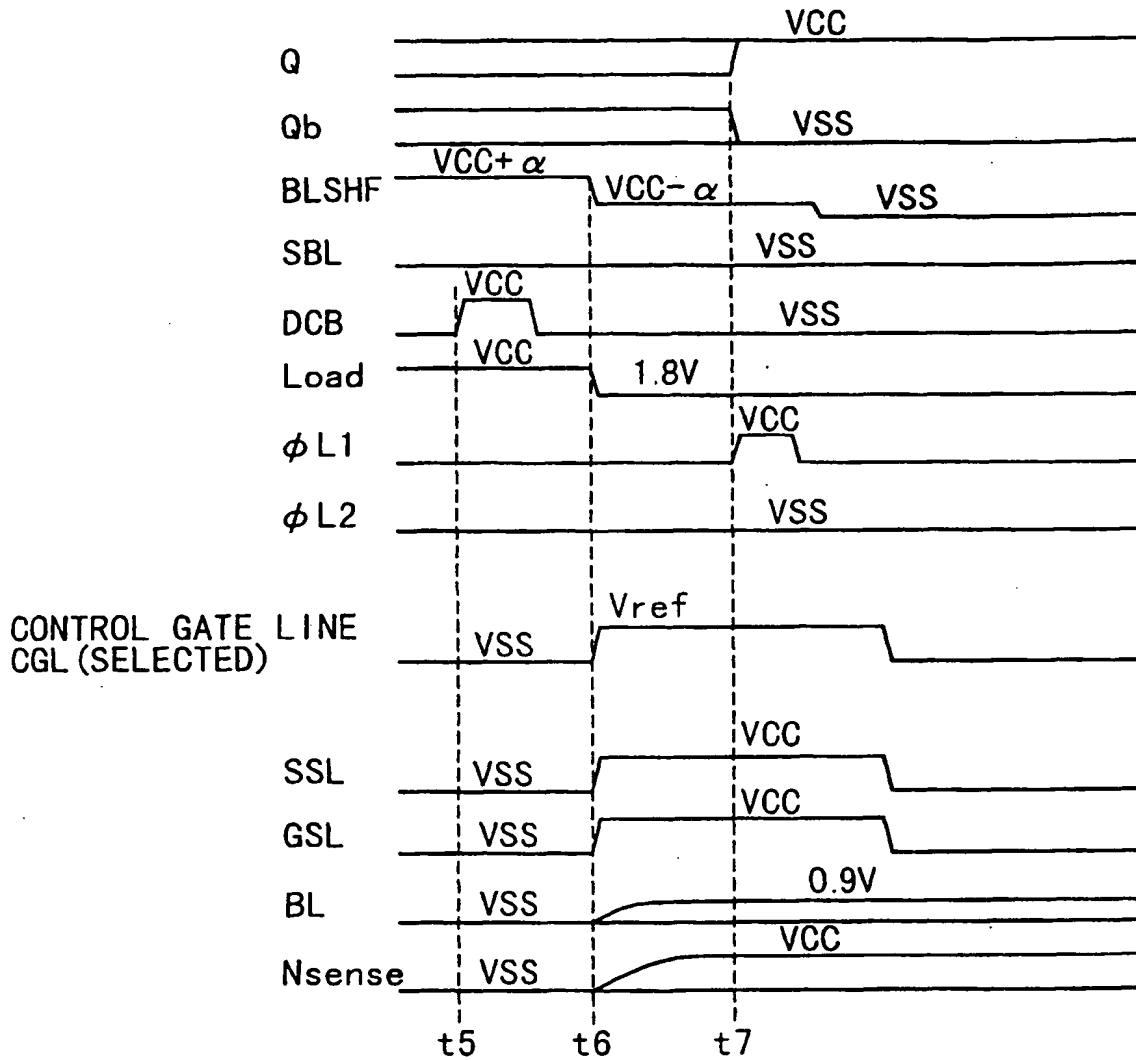 VCC
Q
Qb VSS
VCC+α
BLSHF VCC-α VSS
SBL VSS
VCC
DCB VSS
VCC
Load 1.8V
VCC
φL1
φL2 VSS
Vref
CONTROL GATE LINE
CGL(SELECTED) VSS
VCC
SSL VSS
VCC
GSL VSS
0.9V
BL VSS
VCC
Nsense VSS
t5 t6 t7